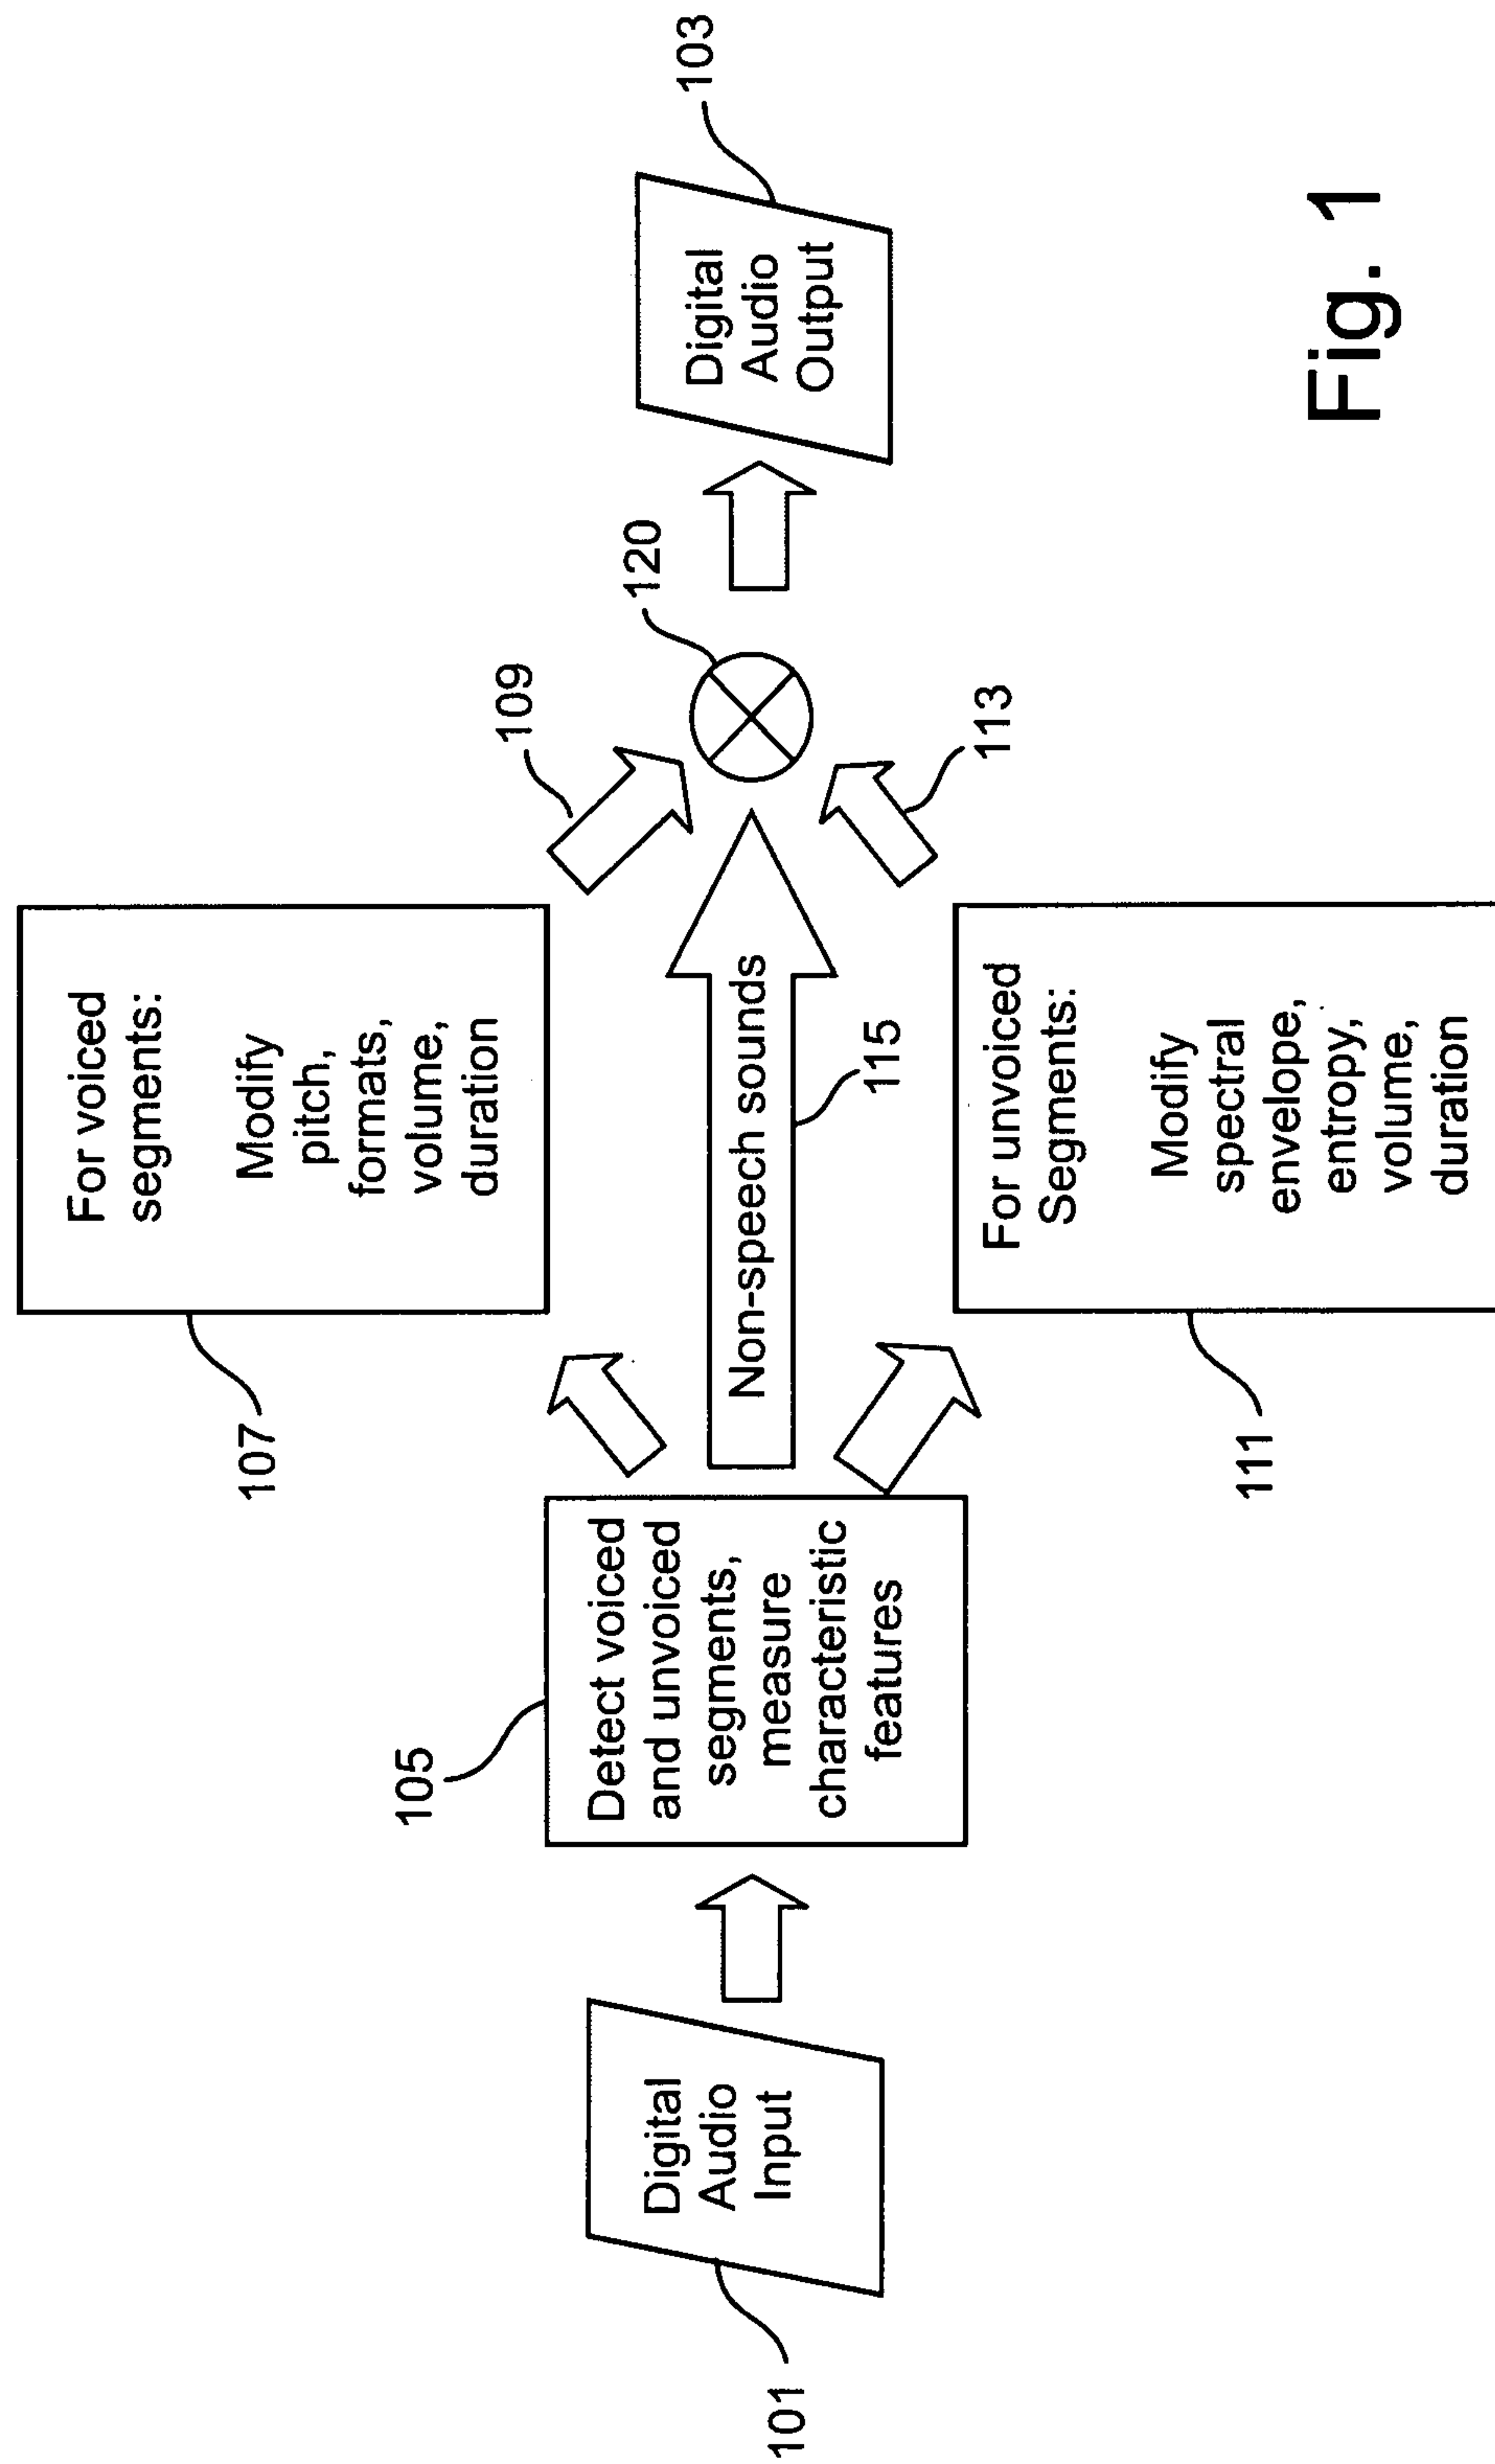 101
Digital
Audio
Input
105
Detect voiced
and unvoiced
segments,
measure
characteristic
features
107
For voiced
segments:
Modify
pitch,
formats,
volume,
duration
109
Non-speech sounds
115
111
For unvoiced
Segments:
Modify
spectral
envelope,
entropy,
volume,
duration
113
120
Digital
Audio
Output
103
Fig. 1